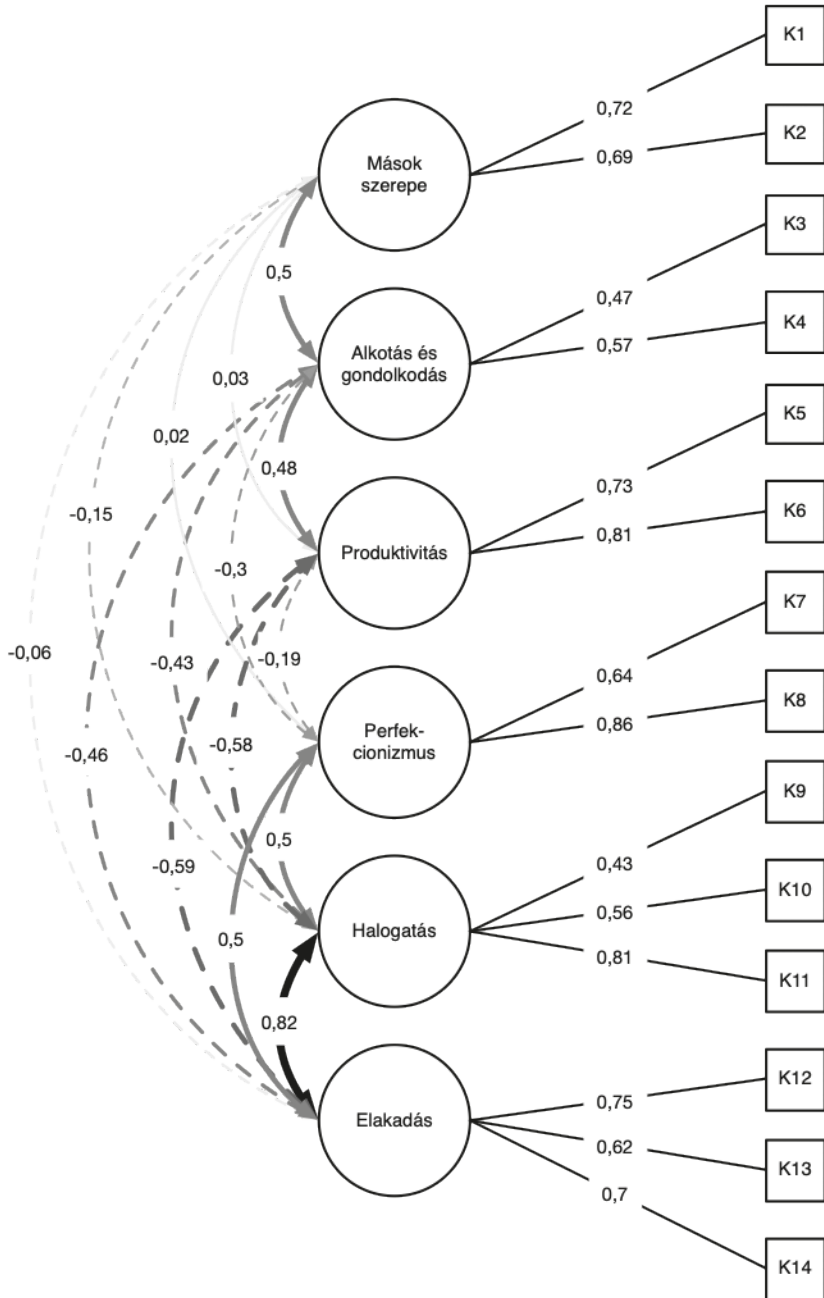 K1
0,72
K2
Mások
szerepe
0,69
K3
0,5
0,47
K4
Alkotás és
gondolkodás
0,57
0,03
K5
0,02
0,48
0,73
-0,15
K6
0,81
Produktivitás
-0,3
K7
-0,06
-0,43
-0,19
0,64
K8
0,86
Perfek-
cionizmus
-0,58
-0,46
K9
0,5
-0,59
0,43
K10
0,56
Halogatás
0,5
0,81
K11
0,82
K12
0,75
Elakadás
0,62
K13
0,7
K14